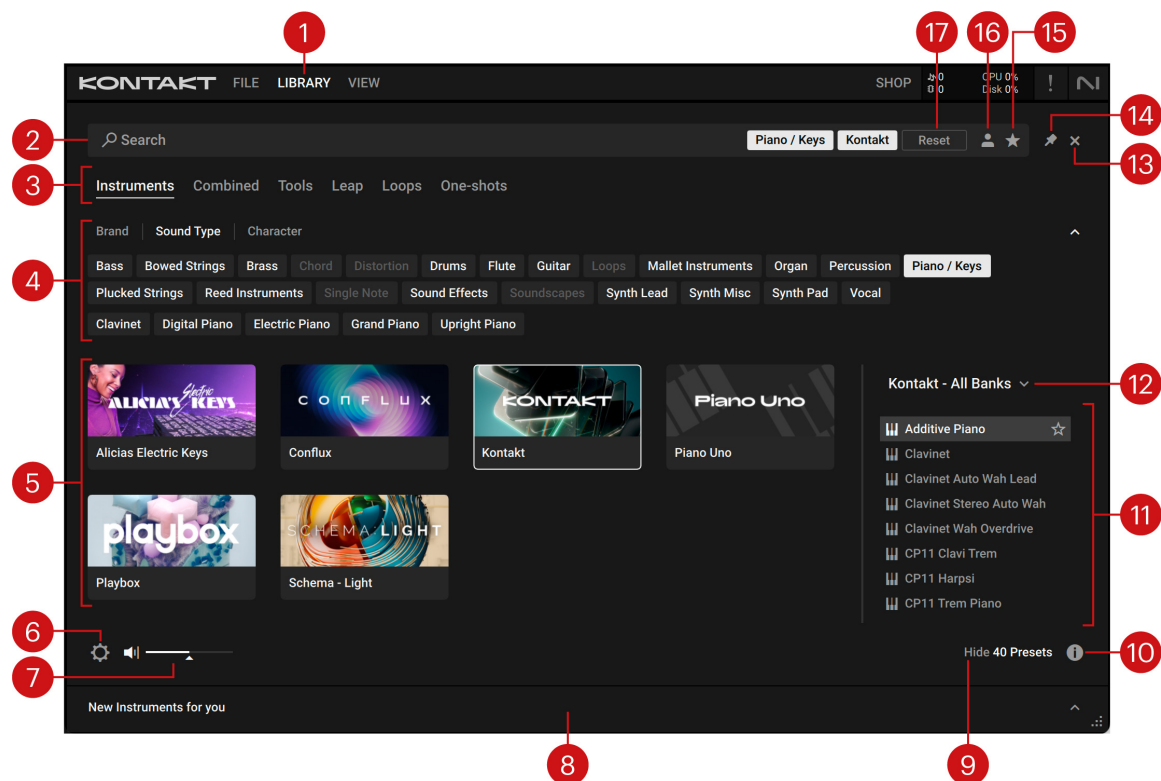 1
17
16
15
KONTAKT FILE LIBRARY VIEW SHOP 0 CPU 0% ! 
0 Disk 0%
14
2 Search Piano / Keys Kontakt Reset
13
3 Instruments Combined Tools Leap Loops One-shots
4
Brand Sound Type Character
Bass Bowed Strings Brass Chord Distortion Drums Flute Guitar Loops Mallet Instruments Organ Percussion Piano / Keys
Plucked Strings Reed Instruments Single Note Sound Effects Soundscapes Synth Lead Synth Misc Synth Pad Vocal
Clavinet Digital Piano Electric Piano Grand Piano Upright Piano
5
ALICIA'S Electric KEYS
Alicias Electric Keys
CONFLUX
Conflux
KONTAKT
Kontakt
Piano Uno
Piano Uno
playbox
Playbox
SCHEMA: LIGHT
Schema - Light
Kontakt - All Banks 12
Additive Piano
Clavinet
Clavinet Auto Wah Lead
Clavinet Stereo Auto Wah
Clavinet Wah Overdrive
CP11 Clavi Trem
CP11 Harpsi
CP11 Trem Piano
11
6
7
Hide 40 Presets i 10
New Instruments for you
8
9